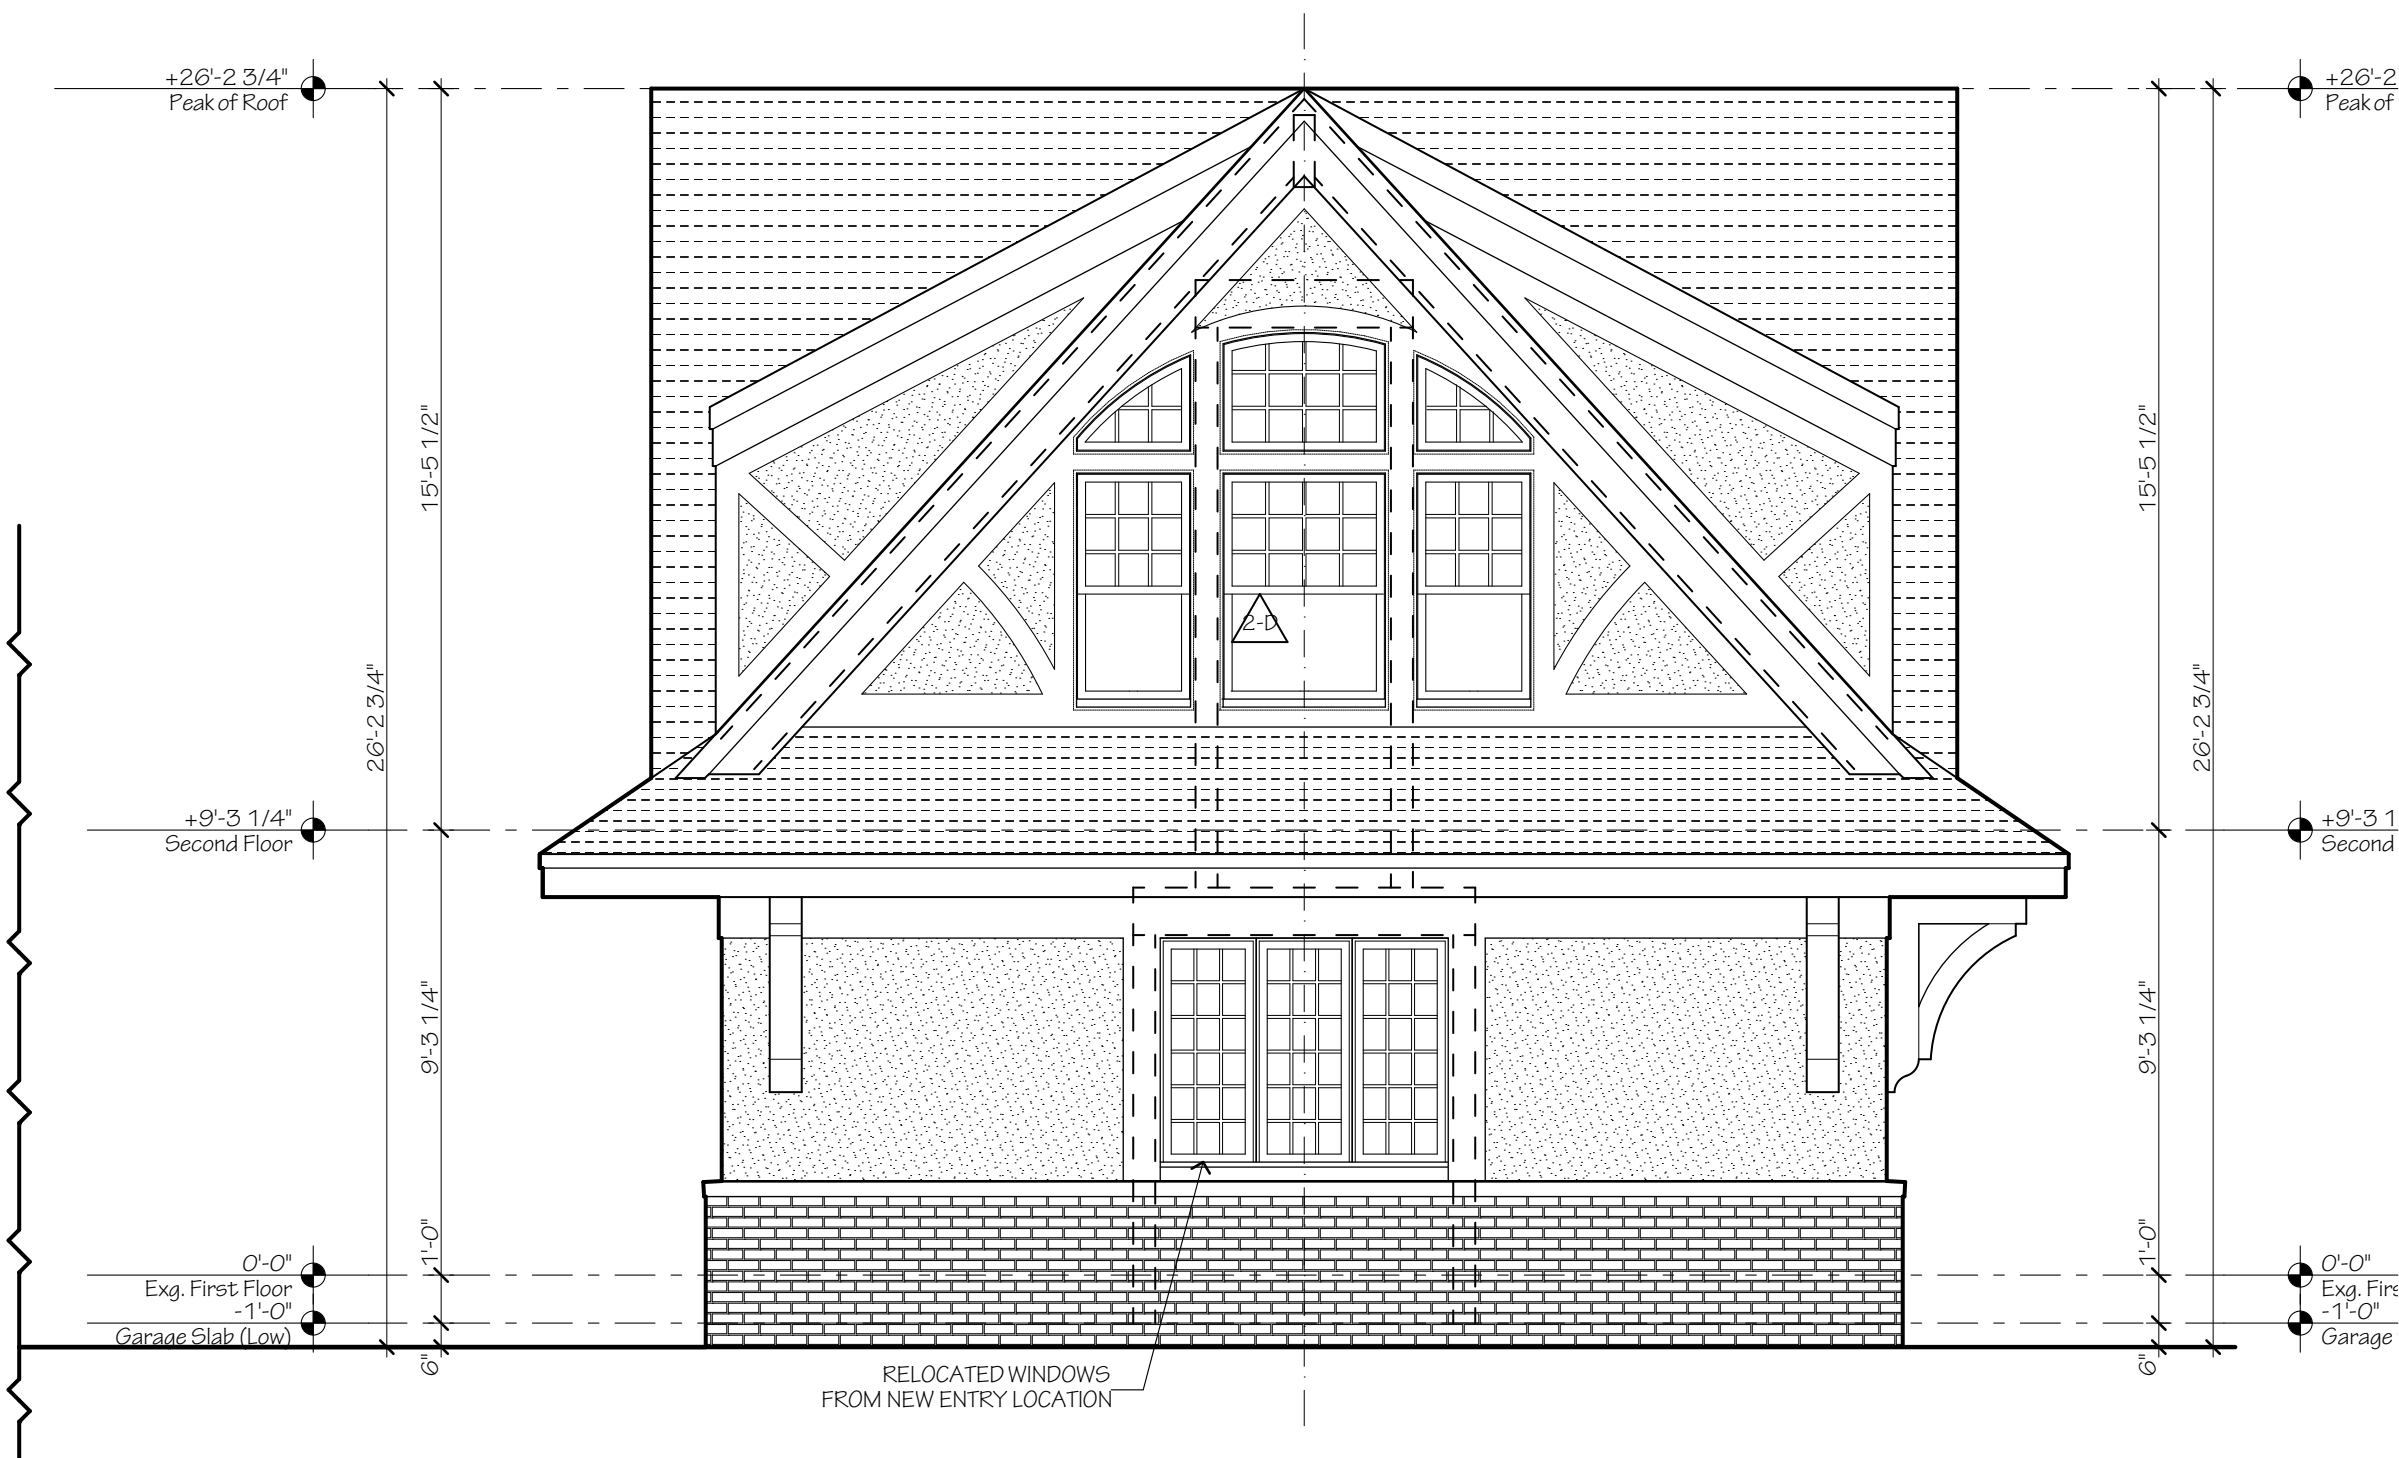 +26'-2 3/4"
Peak of Roof
+26'-2
Peak of
15'-5 1/2"
15'-5 1/2"
26'-2 3/4"
26'-2 3/4"
2-D
+9'-3 1/4"
Second Floor
+9'-3 1
Second
9'-3 1/4"
9'-3 1/4"
1'-0"
1'-0"
0'-0"
Exg. First Floor
-1'-0"
Garage Slab (Low)
0'-0"
Exg. Firs
-1'-0"
Garage
6"
6"
RELOCATED WINDOWS
FROM NEW ENTRY LOCATION